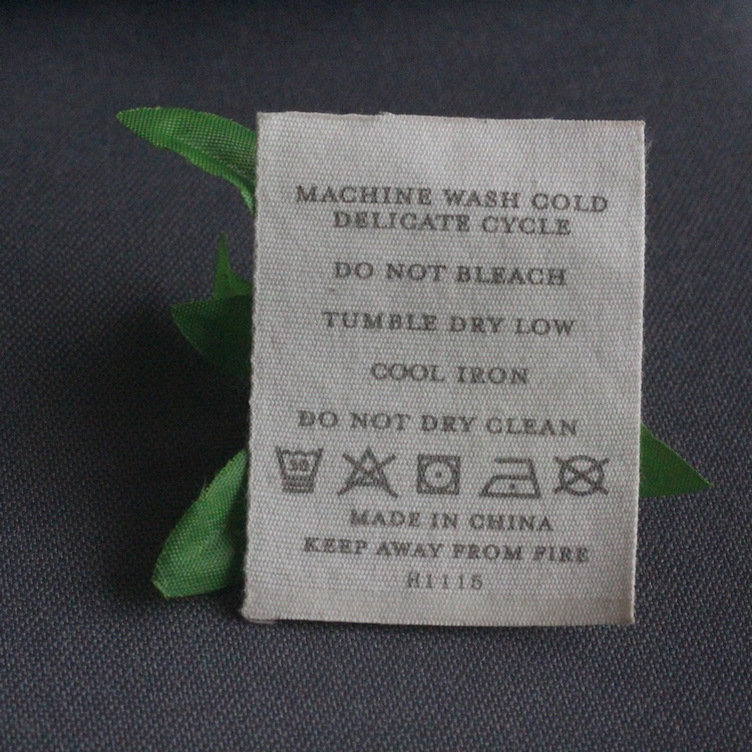 MACHINE WASH COLD
DELICATE CYCLE
DO NOT BLEACH
TUMBLE DRY LOW
COOL IRON
DO NOT DRY CLEAN
30
MADE IN CHINA
KEEP AWAY FROM FIRE
H1115